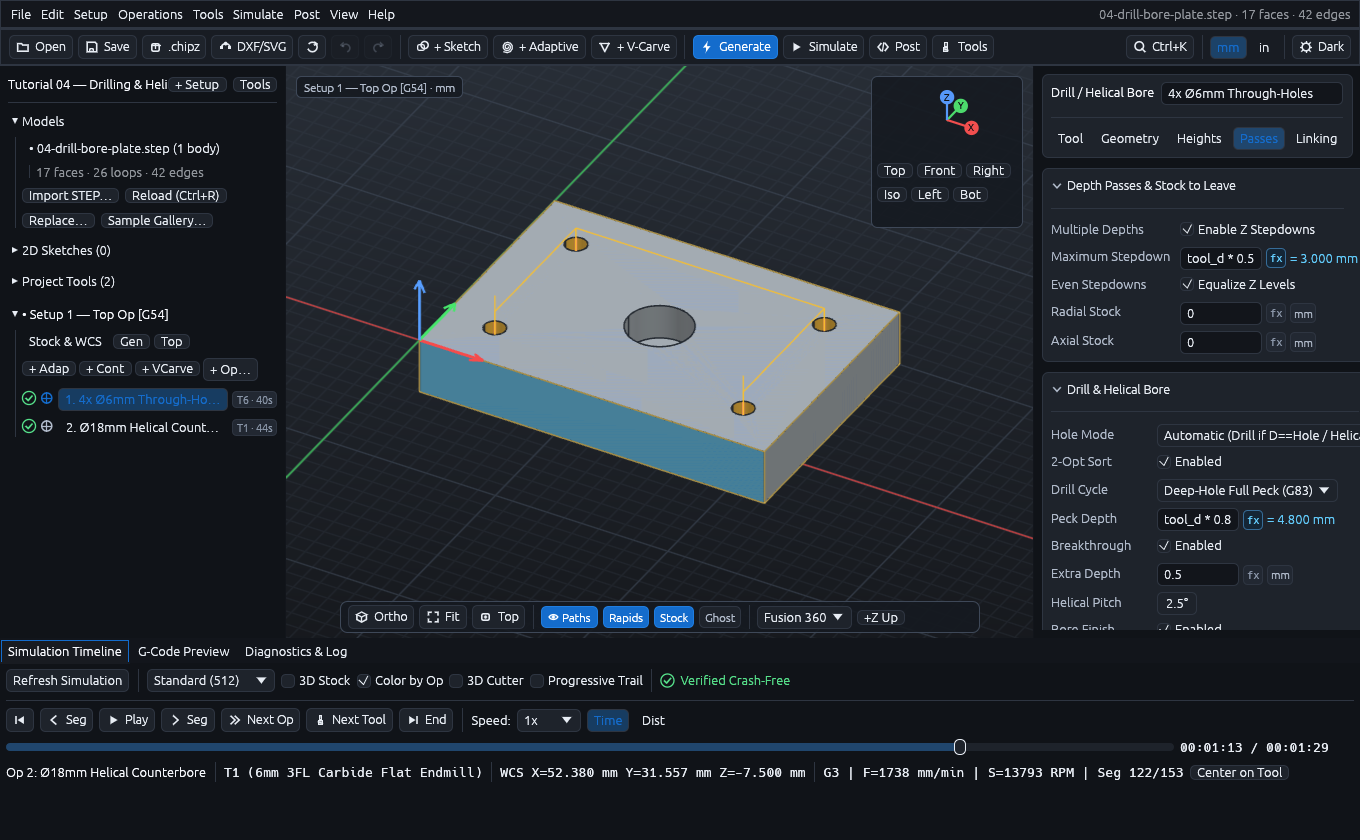 File Edit Setup Operations Tools Simulate Post View Help 04-drill-bore-plate.step · 17 faces · 42 edges
Open Save .chipz DXF/SVG + Sketch + Adaptive + V-Carve Generate Simulate Post Tools Ctrl+K mm in Dark
Tutorial 04 — Drilling & Heli + Setup Tools
Models
• 04-drill-bore-plate.step (1 body)
17 faces · 26 loops · 42 edges
Import STEP... Reload (Ctrl+R)
Replace... Sample Gallery...
2D Sketches (0)
Project Tools (2)
• Setup 1 — Top Op [G54]
Stock & WCS Gen Top
+ Adap + Cont + VCarve + Op...
1. 4x Ø6mm Through-Ho... T6 · 40s
2. Ø18mm Helical Count... T1 · 44s
Setup 1 — Top Op [G54] · mm
Z
Y
X
Top Front Right
Iso Left Bot
Ortho Fit Top Paths Rapids Stock Ghost Fusion 360 +Z Up
Drill / Helical Bore 4x Ø6mm Through-Holes
Tool Geometry Heights Passes Linking
Depth Passes & Stock to Leave
Multiple Depths Enable Z Stepdowns
Maximum Stepdown tool_d * 0.5 fx = 3.000 mm
Even Stepdowns Equalize Z Levels
Radial Stock 0 fx mm
Axial Stock 0 fx mm
Drill & Helical Bore
Hole Mode Automatic (Drill if D==Hole / Helica
2-Opt Sort Enabled
Drill Cycle Deep-Hole Full Peck (G83)
Peck Depth tool_d * 0.8 fx = 4.800 mm
Breakthrough Enabled
Extra Depth 0.5 fx mm
Helical Pitch 2.5°
Bore Finish Enabled
Simulation Timeline G-Code Preview Diagnostics & Log
Refresh Simulation Standard (512) 3D Stock Color by Op 3D Cutter Progressive Trail Verified Crash-Free
Seg Play Seg Next Op Next Tool End Speed: 1x Time Dist
00:01:13 / 00:01:29
Op 2: Ø18mm Helical Counterbore T1 (6mm 3FL Carbide Flat Endmill) WCS X=52.380 mm Y=31.557 mm Z=-7.500 mm G3 | F=1738 mm/min | S=13793 RPM | Seg 122/153 Center on Tool